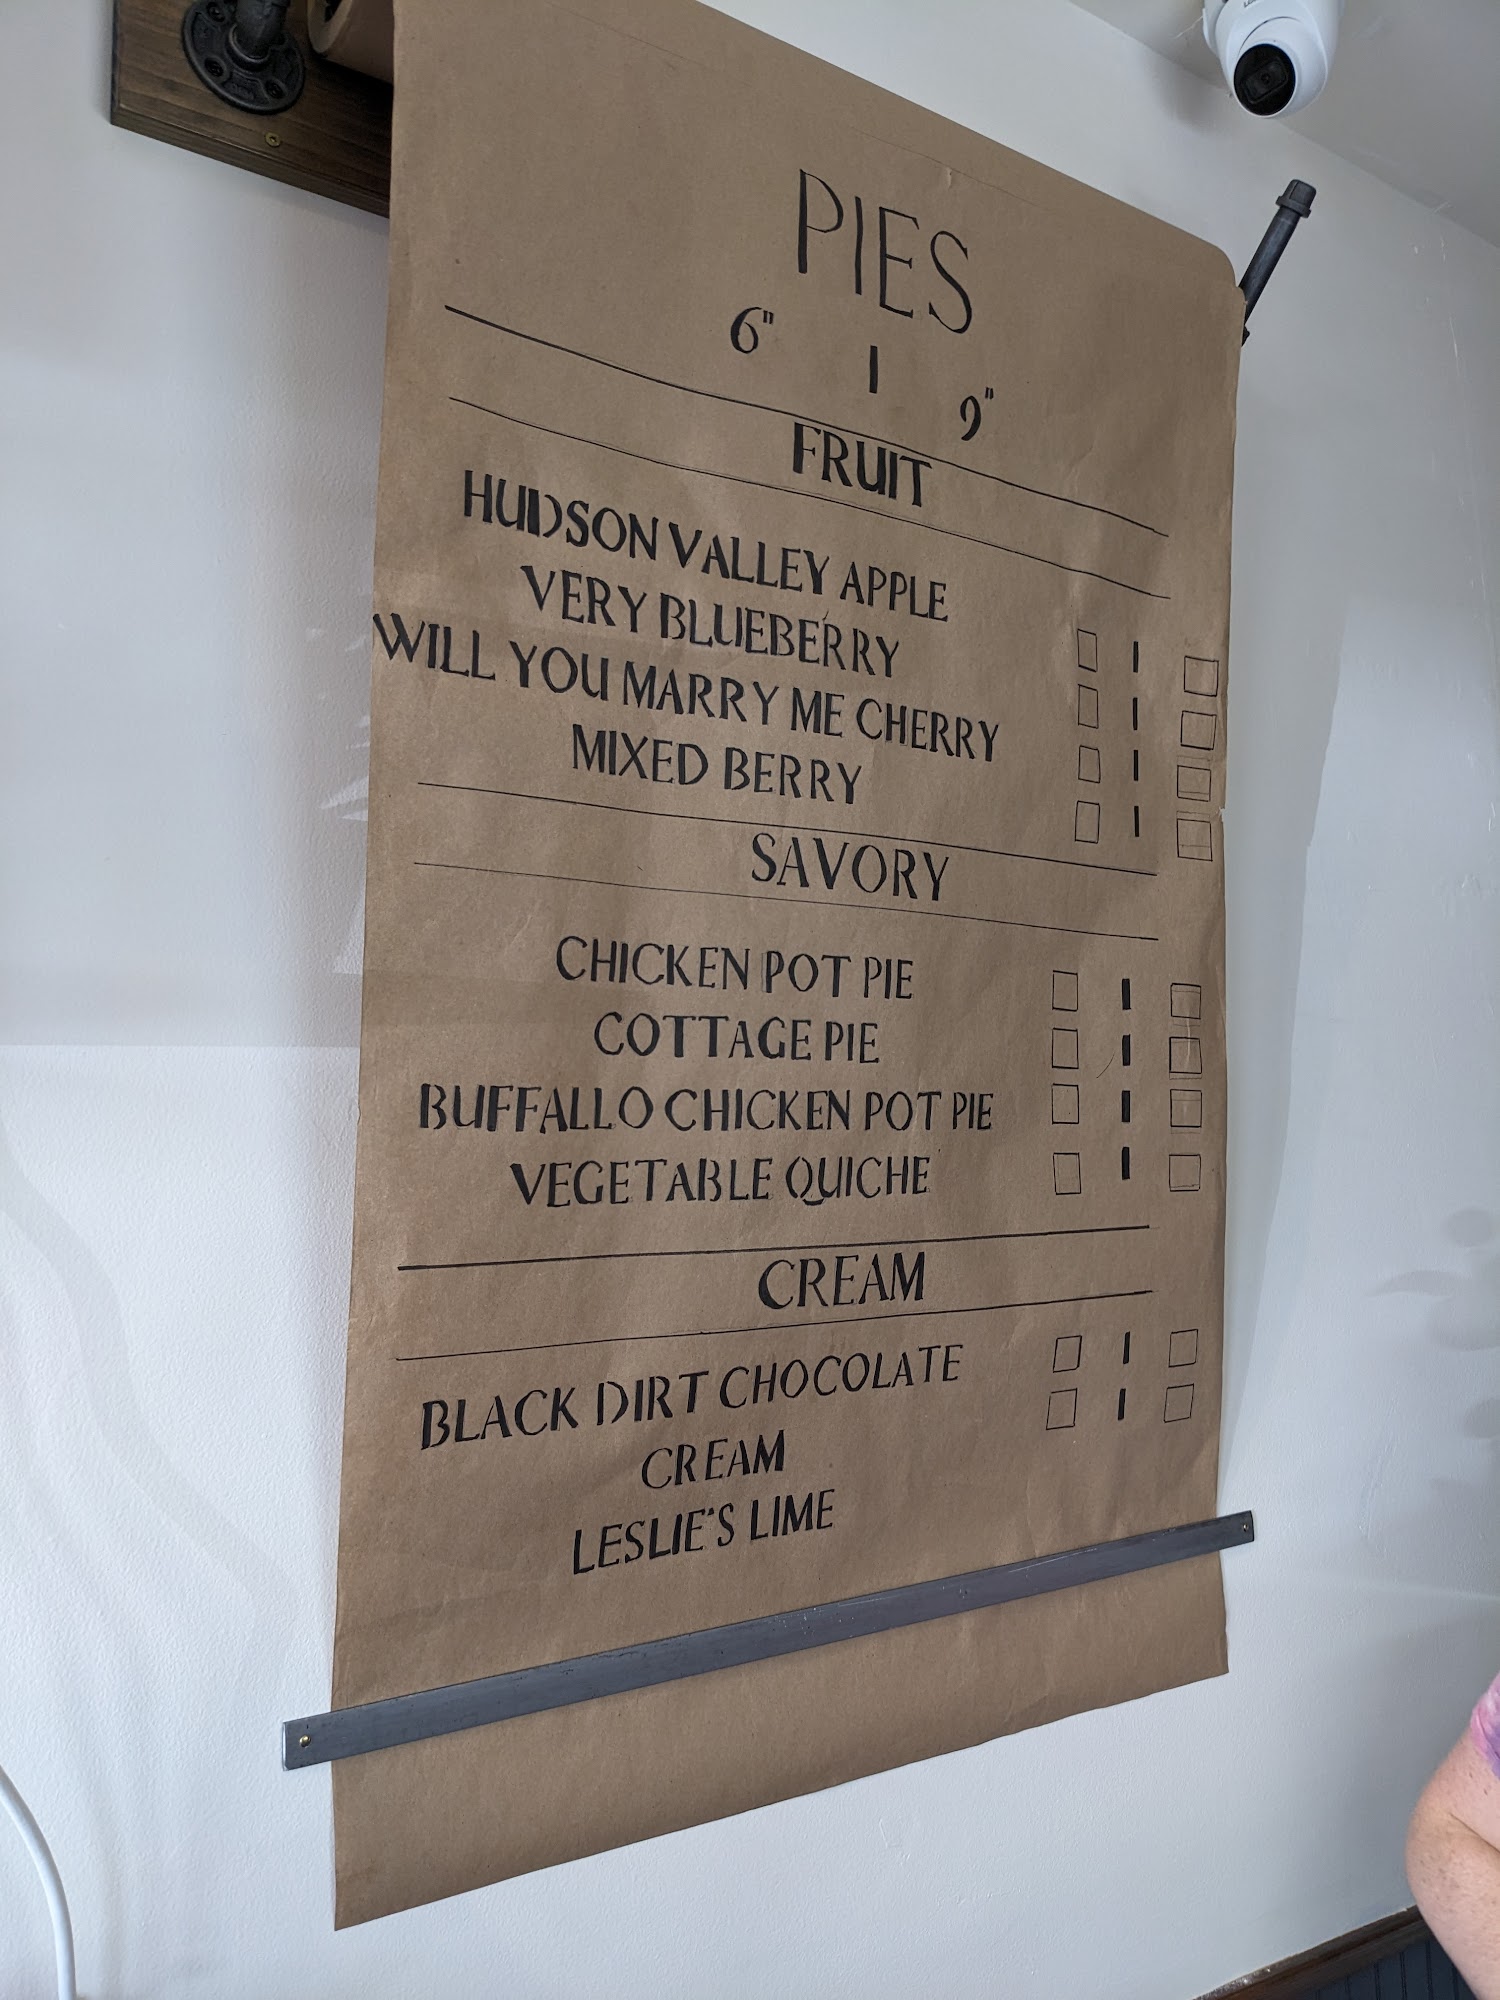 PIES
6" | 9"
FRUIT
HUDSON VALLEY APPLE
VERY BLUEBERRY
WILL YOU MARRY ME CHERRY
MIXED BERRY
SAVORY
CHICKEN POT PIE
COTTAGE PIE
BUFFALLO CHICKEN POT PIE
VEGETABLE QUICHE
CREAM
BLACK DIRT CHOCOLATE
CREAM
LESLIE'S LIME